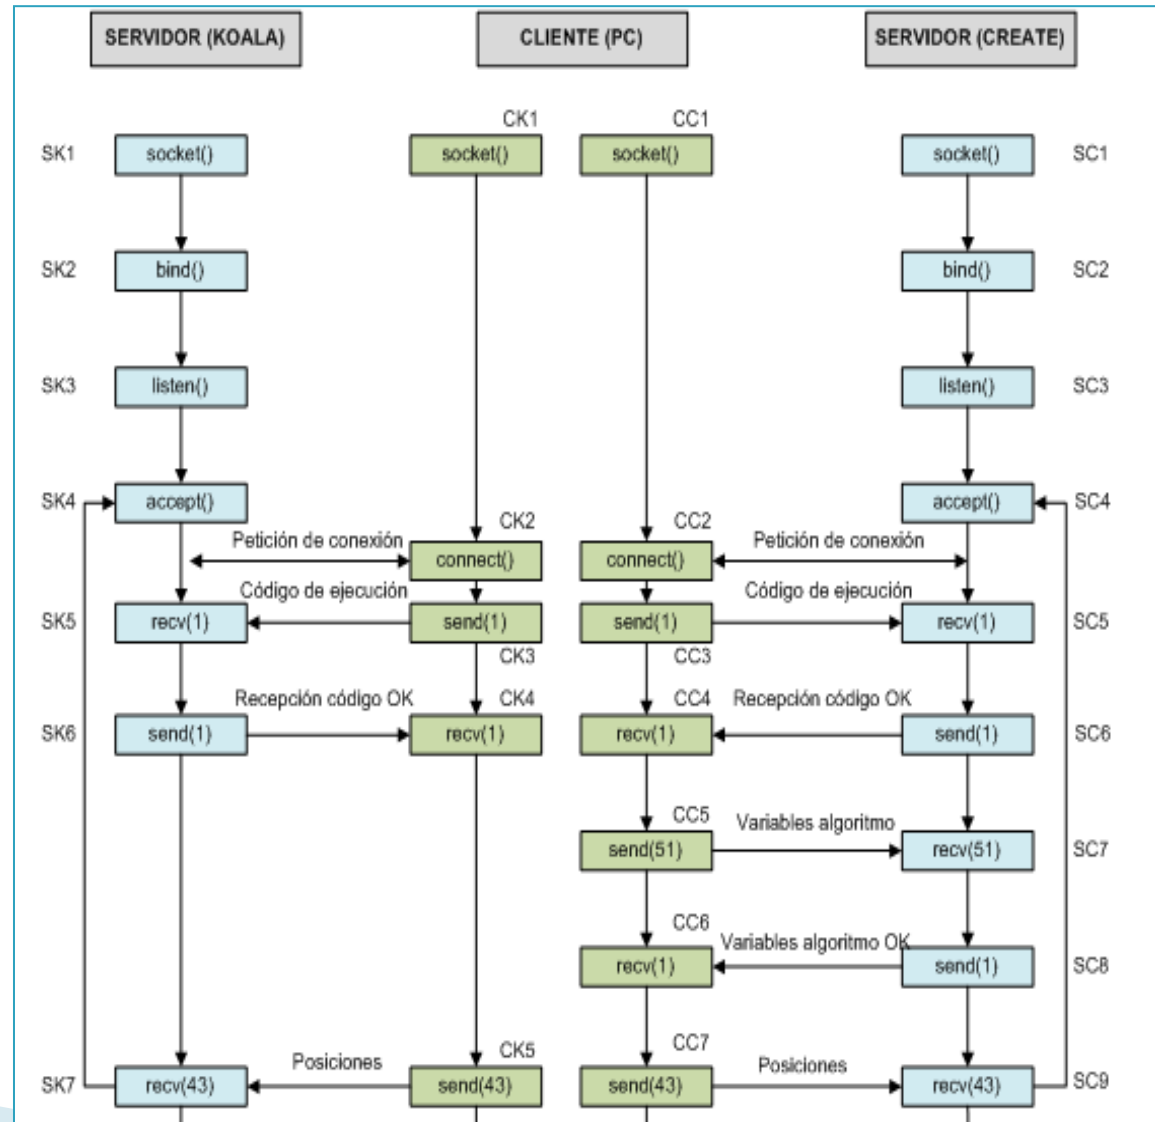 SERVIDOR (KOALA) CLIENTE (PC) SERVIDOR (CREATE)
CK1 CC1
SK1 socket() socket() socket() socket() SC1
SK2 bind() bind() SC2
SK3 listen() listen() SC3
SK4 accept() accept() SC4
CK2 CC2
Petición de conexión Petición de conexión
connect() connect()
Código de ejecución Código de ejecución
SK5 recv(1) send(1) send(1) recv(1) SC5
CK3 CC3
Recepción código OK CK4 CC4 Recepción código OK
SK6 send(1) recv(1) recv(1) send(1) SC6
CC5 Variables algoritmo
send(51) recv(51) SC7
CC6 Variables algoritmo OK
recv(1) send(1) SC8
Posiciones CK5 CC7 Posiciones
SK7 recv(43) send(43) send(43) recv(43) SC9